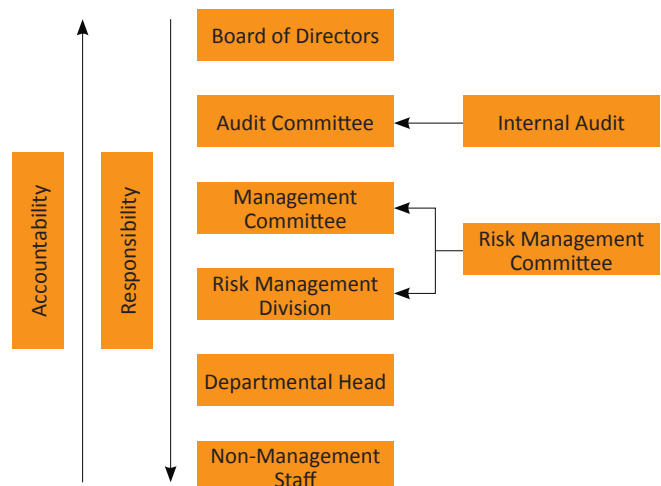 Board of Directors
Audit Committee
Internal Audit
Management
Committee
Risk Management
Committee
Risk Management
Division
Departmental Head
Non-Management
Staff
Accountability
Responsibility